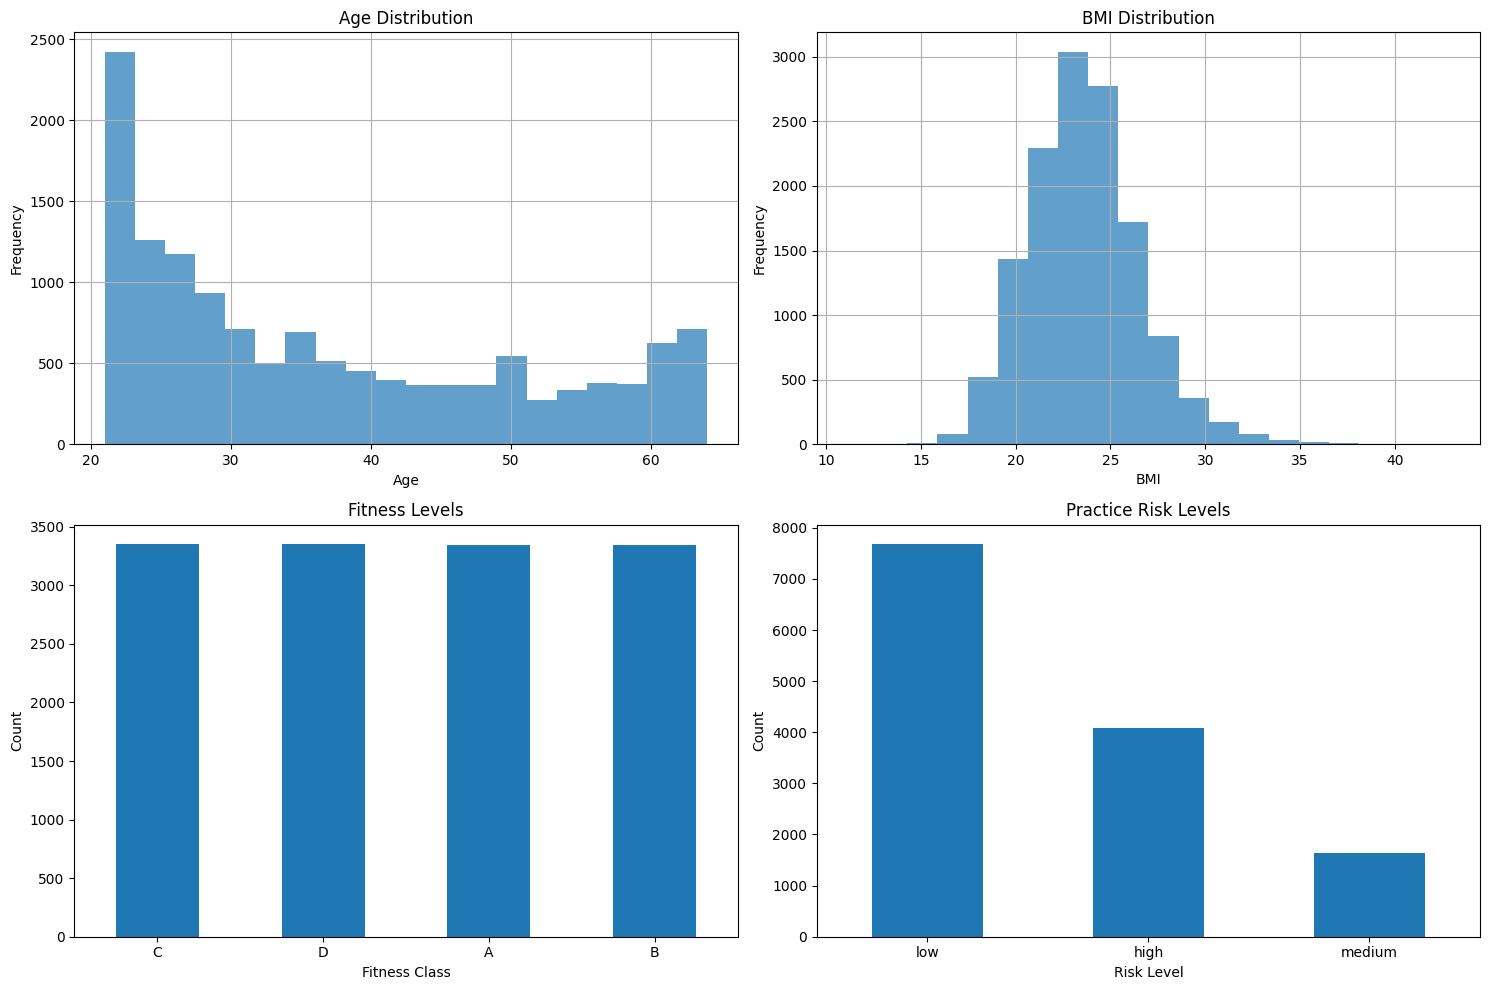 Age Distribution
2500
2000
1500
1000
500
0
Frequency
20 30 40 50 60
Age
BMI Distribution
3000
2500
2000
1500
1000
500
0
Frequency
10 15 20 25 30 35 40
BMI
Fitness Levels
3500
3000
2500
2000
1500
1000
500
0
Count
C D A B
Fitness Class
Practice Risk Levels
8000
7000
6000
5000
4000
3000
2000
1000
0
Count
low high medium
Risk Level